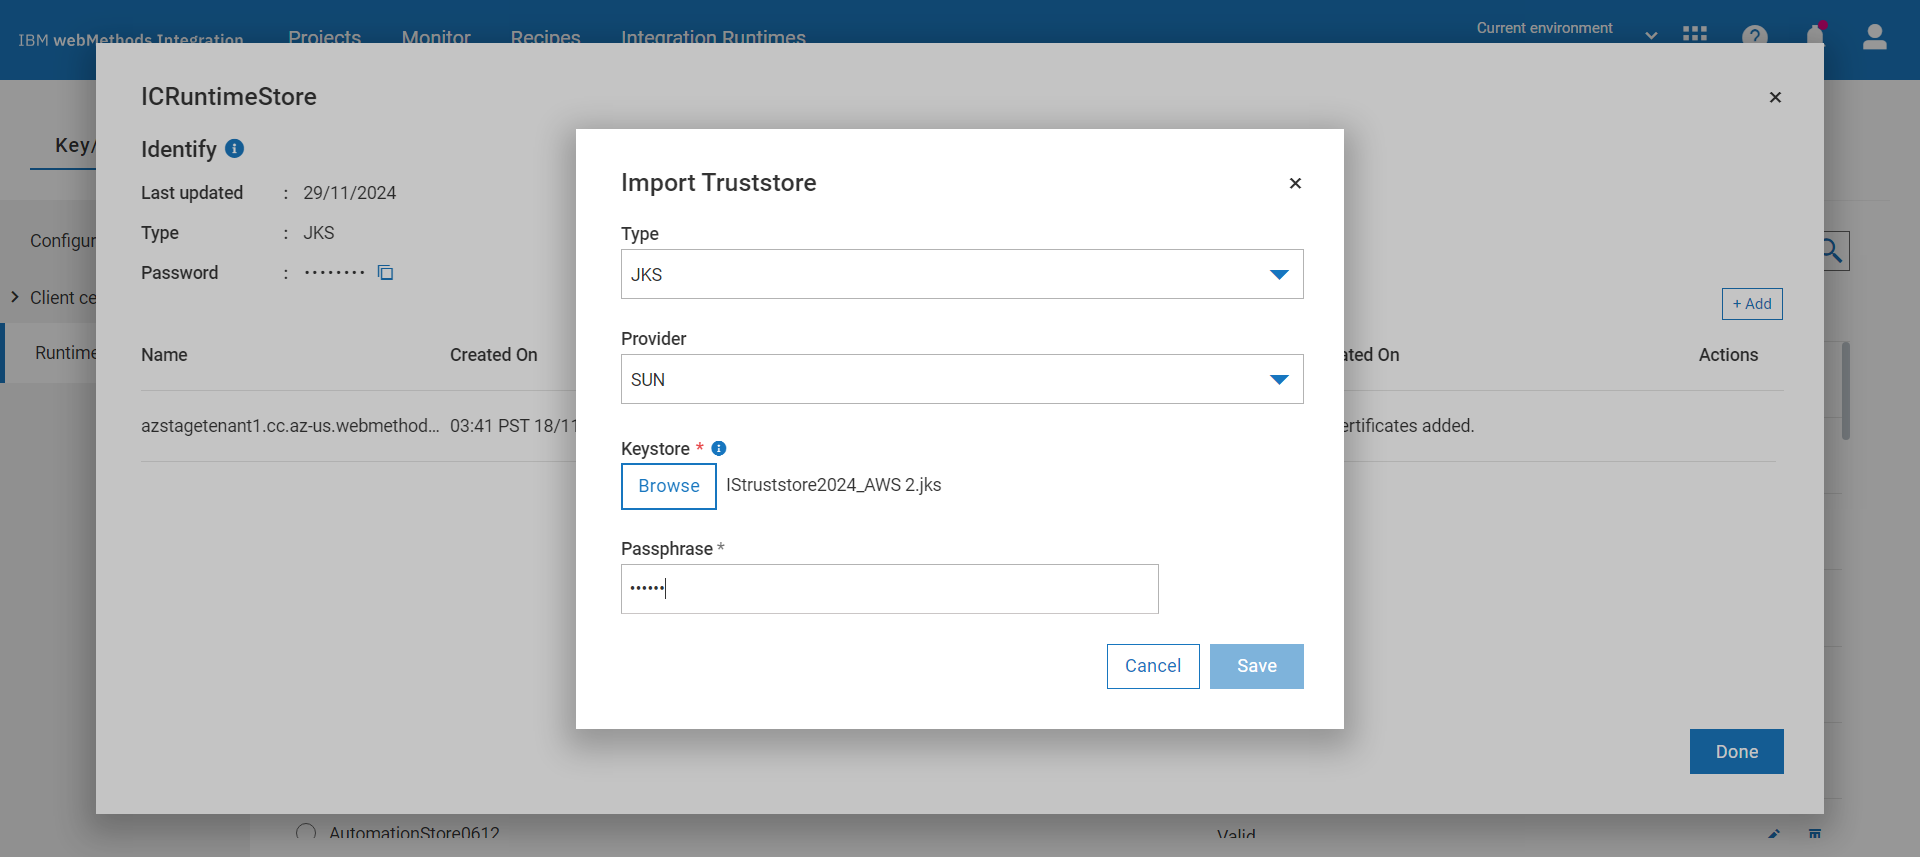 IBM webMethods Integration
Projects
Monitor
Recipes
Integration Runtimes
Current environment
ICRuntimeStore
Key/
Identify
Last updated : 29/11/2024
Type : JKS
Password : ••••••••
Configur
Client ce
Runtime
+ Add
Name
Created On
ated On
Actions
azstagetenant1.cc.az-us.webmethod...
03:41 PST 18/11
ertificates added.
Import Truststore
Type
JKS
Provider
SUN
Keystore *
Browse
IStruststore2024_AWS 2.jks
Passphrase *
••••••
Cancel
Save
Done
AutomationStore0612
Valid